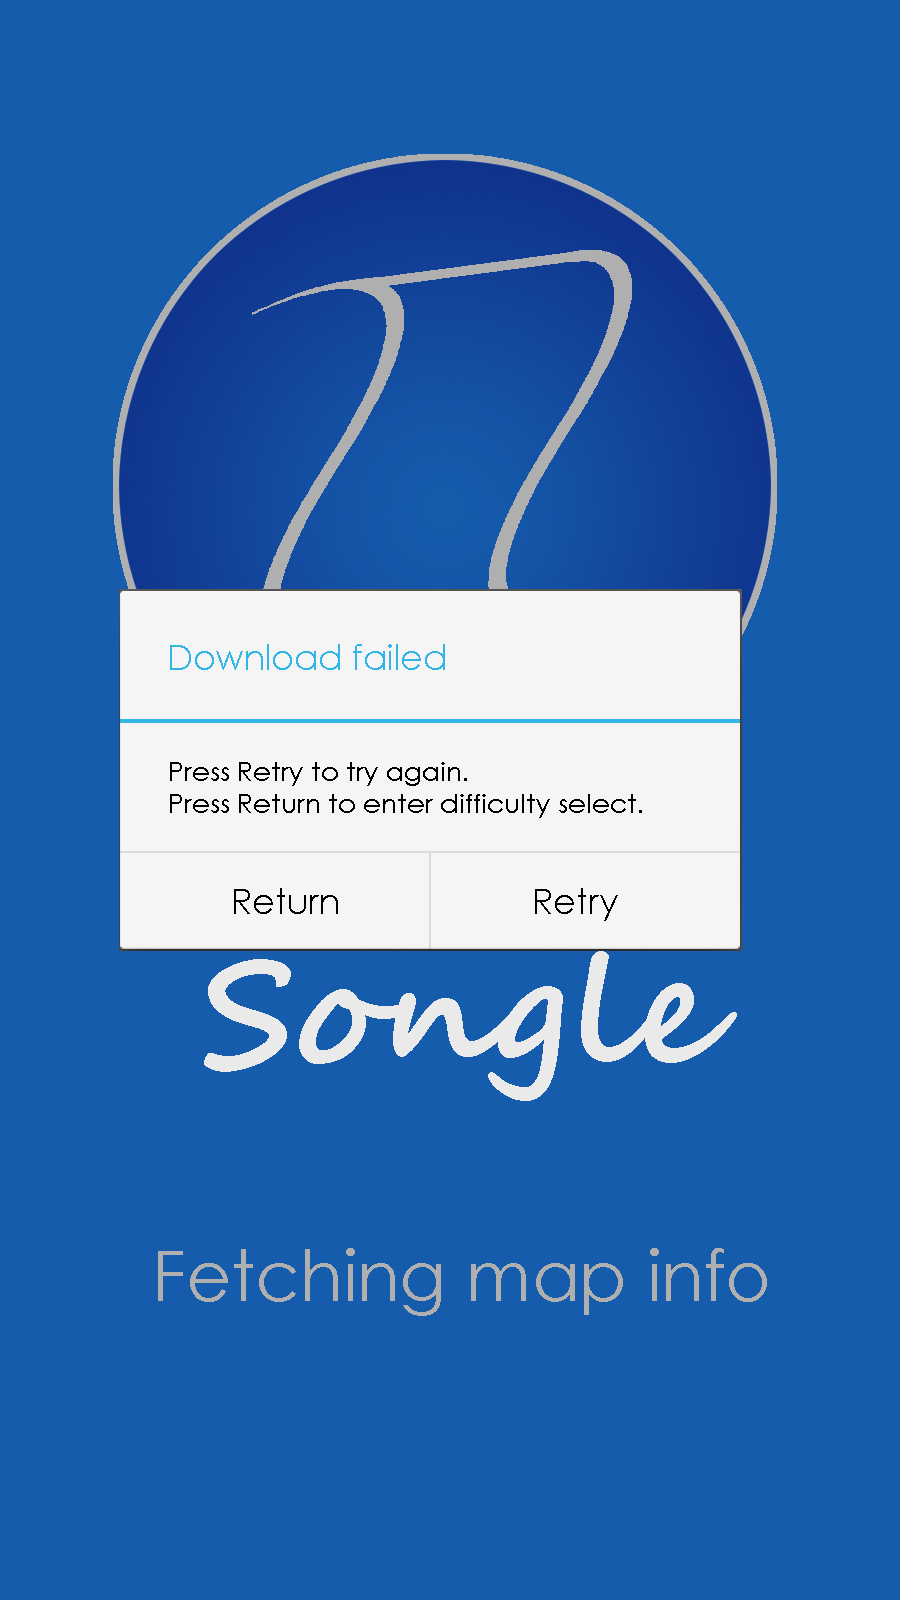 Download failed
Press Retry to try again.
Press Return to enter difficulty select.
Return
Retry
Songle
Fetching map info